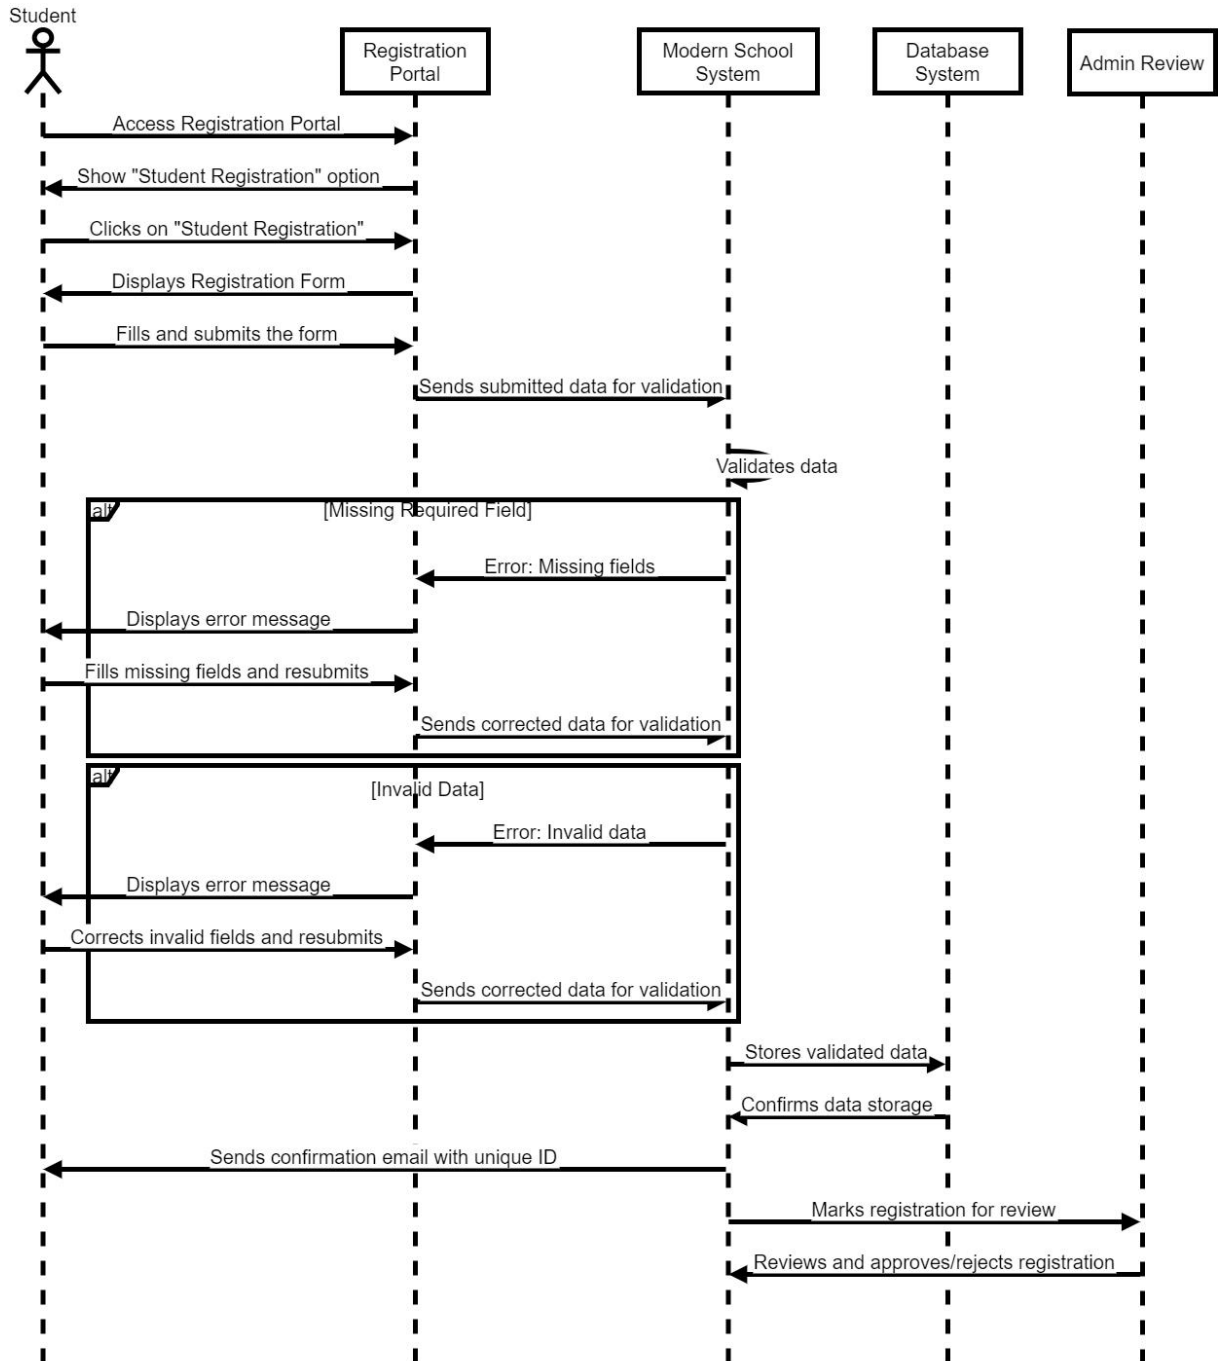 Student
Registration
Portal
Modern School
System
Database
System
Admin Review
Access Registration Portal
Show "Student Registration" option
Clicks on "Student Registration"
Displays Registration Form
Fills and submits the form
Sends submitted data for validation
Validates data
alt
[Missing Required Field]
Error: Missing fields
Displays error message
Fills missing fields and resubmits
Sends corrected data for validation
alt
[Invalid Data]
Error: Invalid data
Displays error message
Corrects invalid fields and resubmits
Sends corrected data for validation
Stores validated data
Confirms data storage
Sends confirmation email with unique ID
Marks registration for review
Reviews and approves/rejects registration